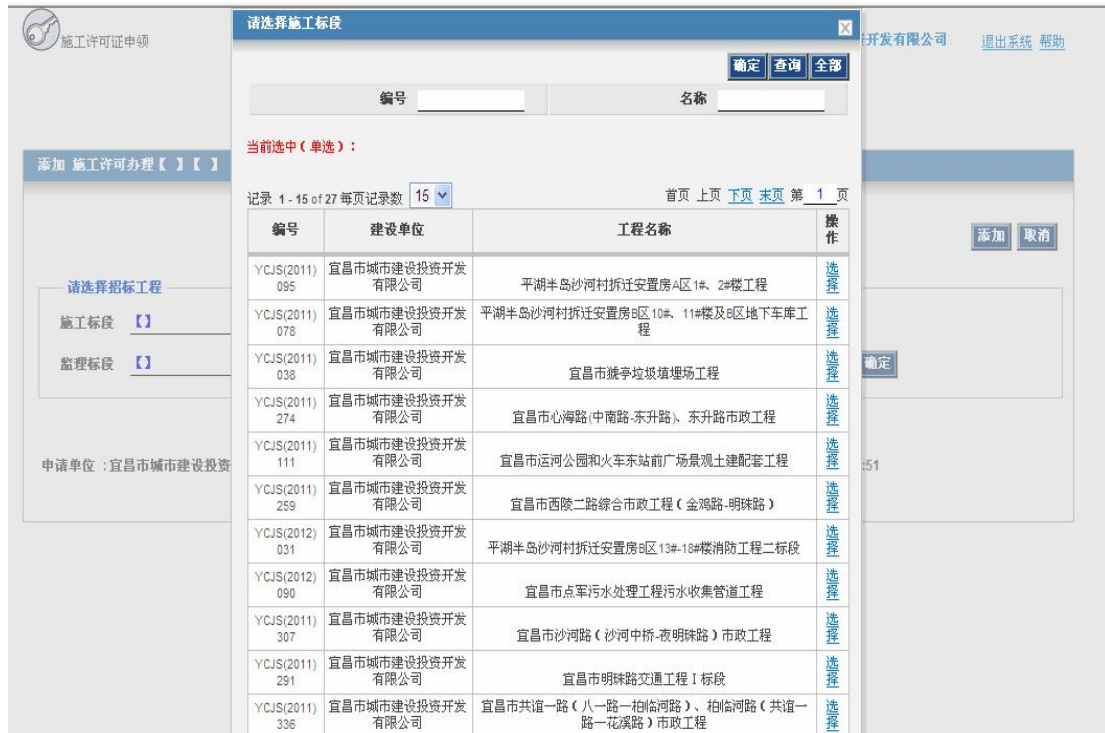 施工许可证申领
请选择施工标段
开发有限公司 退出系统 帮助
确定 查询 全部
编号 名称
当前选中(单选):
添加 施工许可办理【 】【 】
记录 1 - 15 of 27 每页记录数 15 首页 上页 下页 末页 第 1 页
编号 建设单位 工程名称 操作
添加 取消
YCJS(2011)095 宜昌市城市建设投资开发有限公司 平湖半岛沙河村拆迁安置房A区1#、2#楼工程 选择
请选择招标工程
YCJS(2011)078 宜昌市城市建设投资开发有限公司 平湖半岛沙河村拆迁安置房B区10#、11#楼及B区地下车库工程 选择
施工标段 【】
YCJS(2011)038 宜昌市城市建设投资开发有限公司 宜昌市猇亭垃圾填埋场工程 选择
监理标段 【】
确定
YCJS(2011)274 宜昌市城市建设投资开发有限公司 宜昌市心海路(中南路-东升路)、东升路市政工程 选择
YCJS(2011)111 宜昌市城市建设投资开发有限公司 宜昌市运河公园和火车东站前广场景观土建配套工程 选择
申请单位 :宜昌市城市建设投资
:51
YCJS(2011)259 宜昌市城市建设投资开发有限公司 宜昌市西陵二路综合市政工程(金鸡路-明珠路) 选择
YCJS(2012)031 宜昌市城市建设投资开发有限公司 平湖半岛沙河村拆迁安置房B区13#-18#楼消防工程二标段 选择
YCJS(2012)090 宜昌市城市建设投资开发有限公司 宜昌市点军污水处理工程污水收集管道工程 选择
YCJS(2011)307 宜昌市城市建设投资开发有限公司 宜昌市沙河路(沙河中桥-夜明珠路)市政工程 选择
YCJS(2011)291 宜昌市城市建设投资开发有限公司 宜昌市明珠路交通工程 I 标段 选择
YCJS(2011)336 宜昌市城市建设投资开发有限公司 宜昌市共谊一路(八一路一柏临河路)、柏临河路(共谊一路一花溪路)市政工程 选择